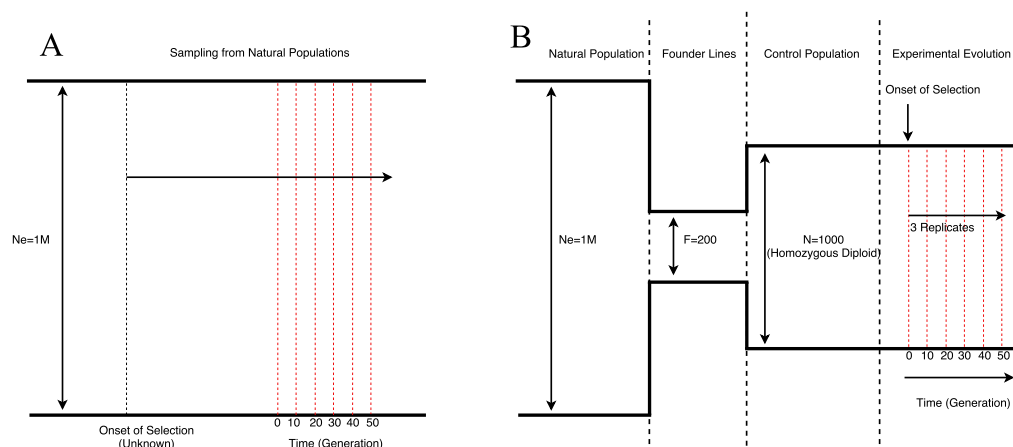 A
Sampling from Natural Populations
Ne=1M
0 10 20 30 40 50
Onset of Selection
(Unknown)
Time (Generation)
B
Natural Population
Founder Lines
Control Population
Experimental Evolution
Onset of Selection
Ne=1M
F=200
N=1000
(Homozygous Diploid)
3 Replicates
0 10 20 30 40 50
Time (Generation)